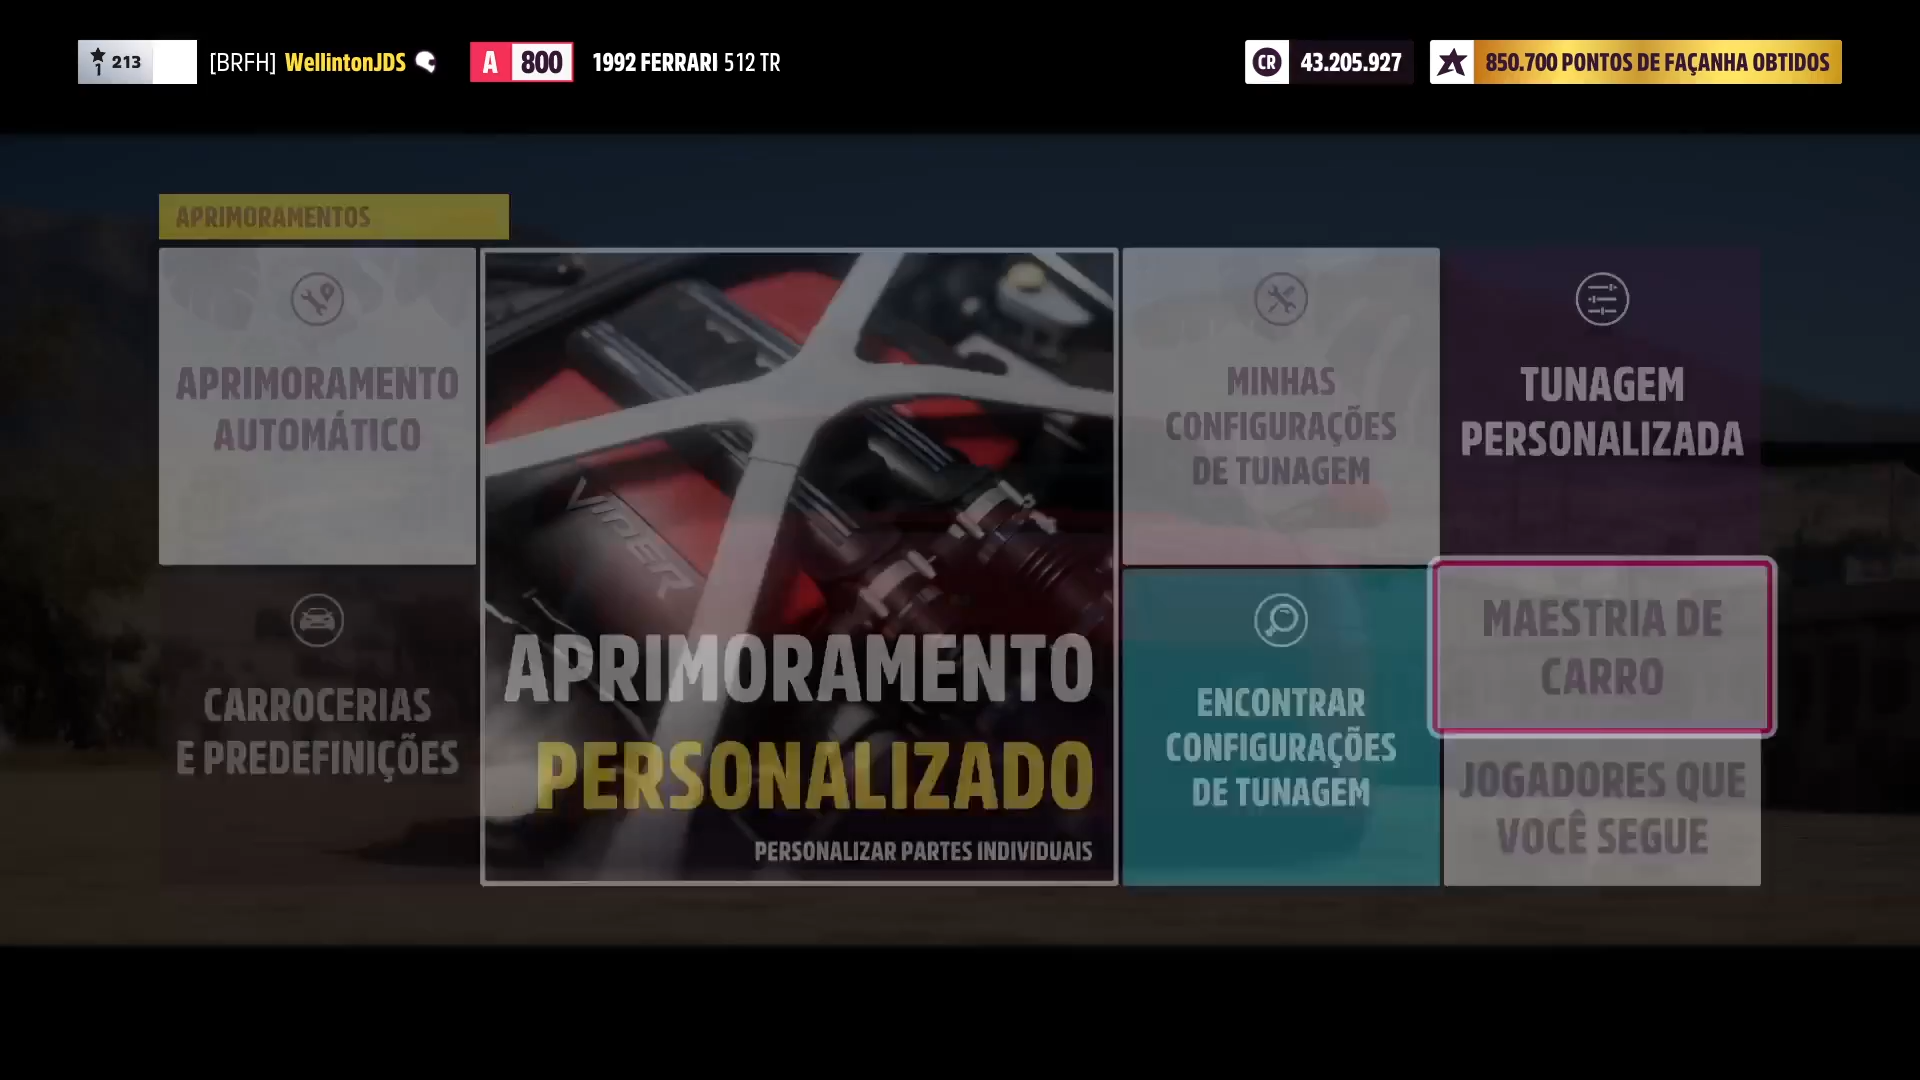 1 213 [BRFH] WellintonJDS A 800 1992 FERRARI 512 TR CR 43.205.927 850.700 PONTOS DE FAÇANHA OBTIDOS
APRIMORAMENTOS
APRIMORAMENTO
AUTOMÁTICO
CARROCERIAS
E PREDEFINIÇÕES
VIPER
APRIMORAMENTO
PERSONALIZADO
PERSONALIZAR PARTES INDIVIDUAIS
MINHAS
CONFIGURAÇÕES
DE TUNAGEM
ENCONTRAR
CONFIGURAÇÕES
DE TUNAGEM
TUNAGEM
PERSONALIZADA
MAESTRIA DE
CARRO
JOGADORES QUE
VOCÊ SEGUE